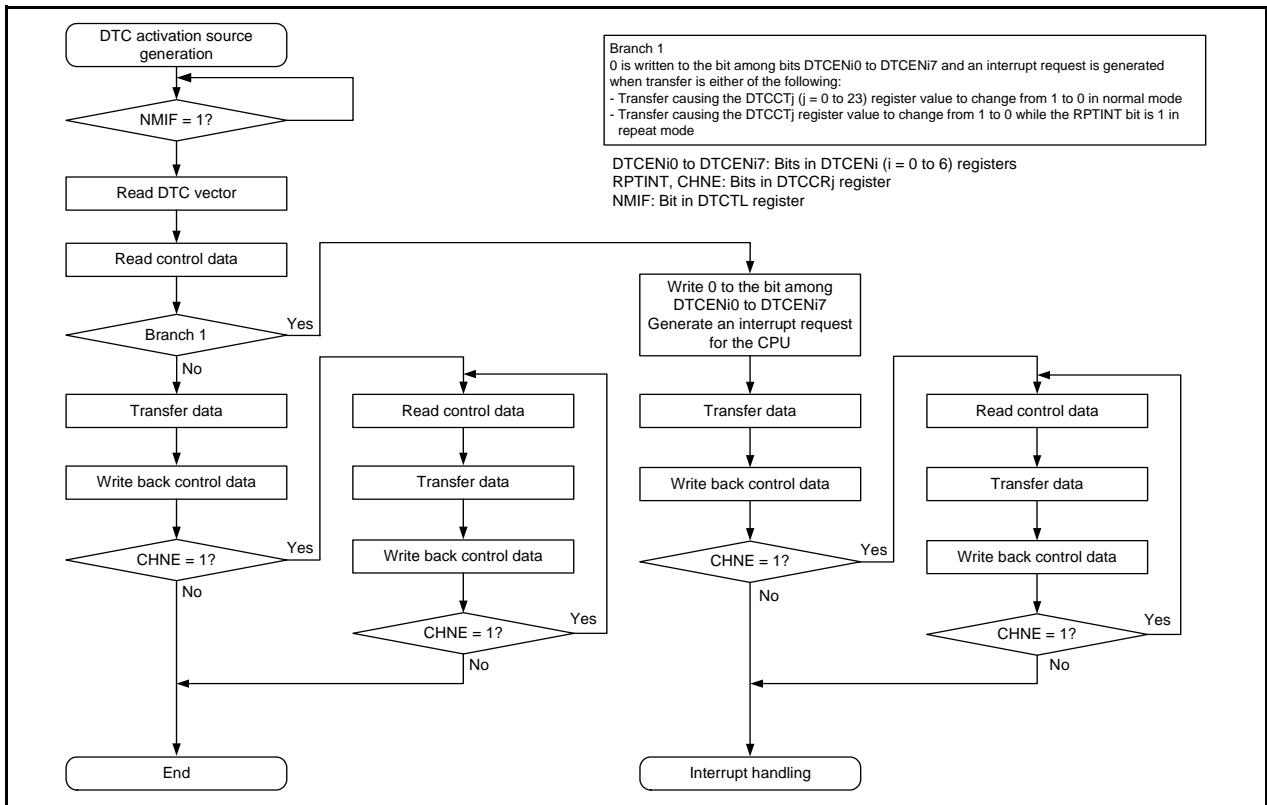 DTC activation source
generation
NMIF = 1?
Read DTC vector
Read control data
Branch 1
Yes
No
Transfer data
Write back control data
CHNE = 1?
Yes
No
End
Read control data
Transfer data
Write back control data
CHNE = 1?
Yes
No
Branch 1
0 is written to the bit among bits DTCENi0 to DTCENi7 and an interrupt request is generated
when transfer is either of the following:
- Transfer causing the DTCCTj (j = 0 to 23) register value to change from 1 to 0 in normal mode
- Transfer causing the DTCCTj register value to change from 1 to 0 while the RPTINT bit is 1 in
repeat mode
DTCENi0 to DTCENi7: Bits in DTCENi (i = 0 to 6) registers
RPTINT, CHNE: Bits in DTCCRj register
NMIF: Bit in DTCTL register
Write 0 to the bit among
DTCENi0 to DTCENi7
Generate an interrupt request
for the CPU
Transfer data
Write back control data
CHNE = 1?
Yes
No
Interrupt handling
Read control data
Transfer data
Write back control data
CHNE = 1?
Yes
No